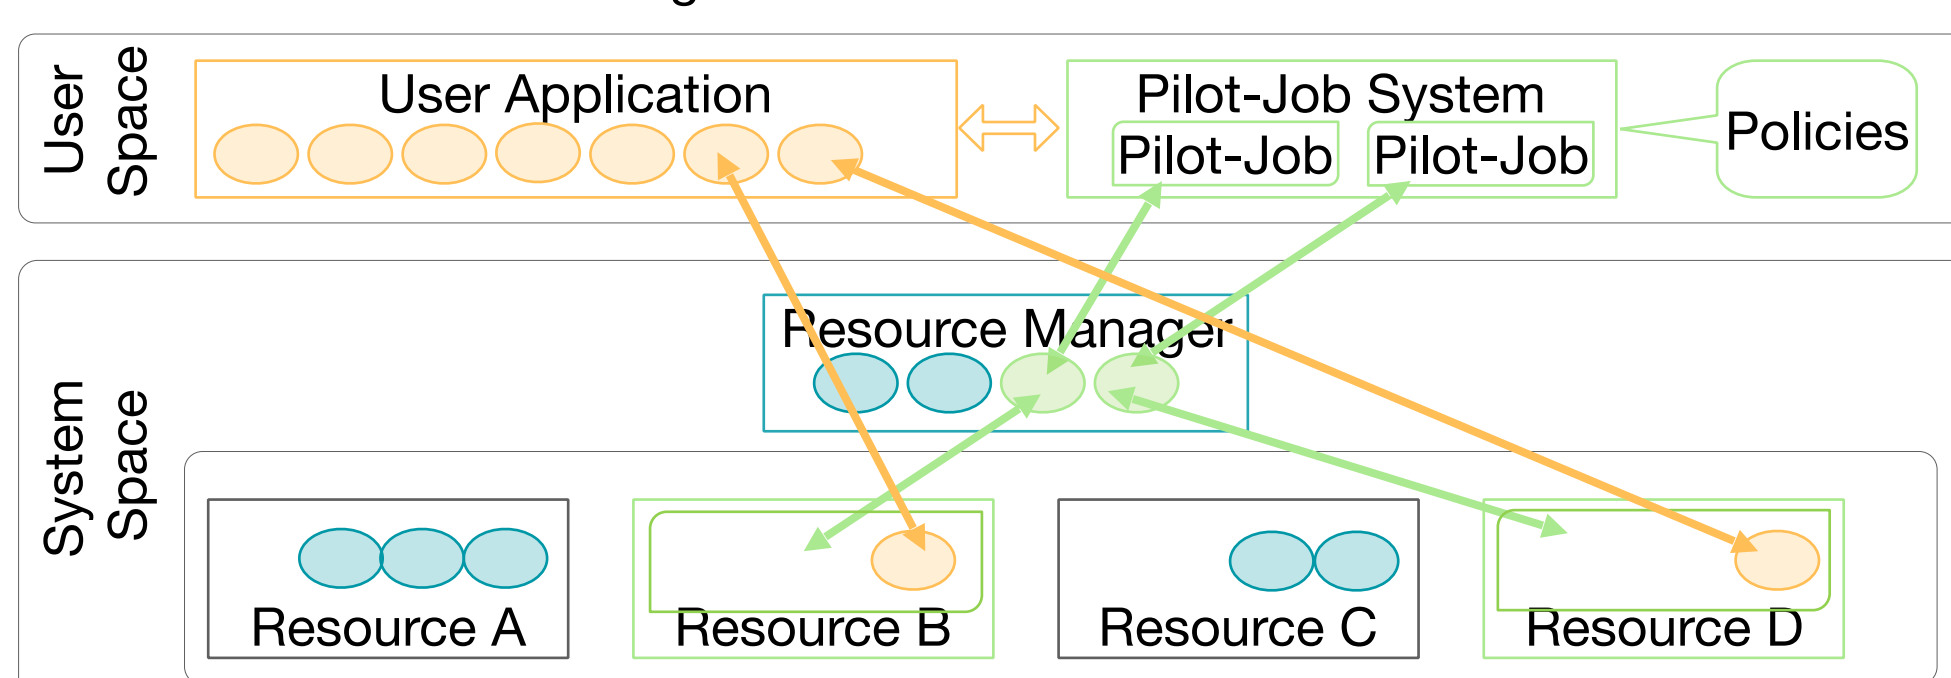 User
Space
User Application
Pilot-Job System
Pilot-Job
Pilot-Job
Policies
System
Space
Resource Manager
Resource A
Resource B
Resource C
Resource D